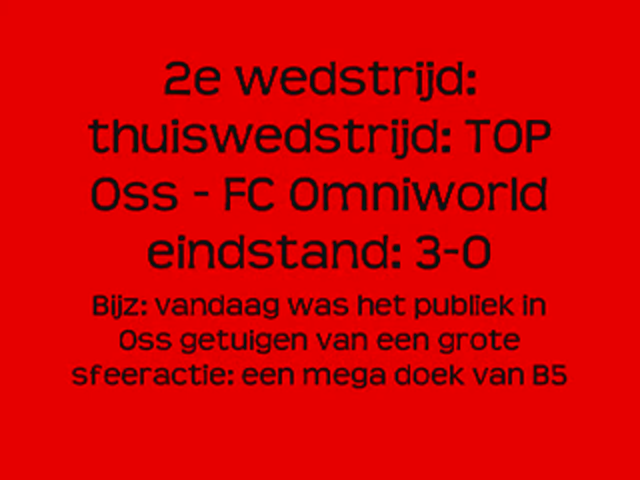 2e wedstrijd:
thuiswedstrijd: TOP
Oss - FC Omniworld
eindstand: 3-0
Bijz: vandaag was het publiek in
Oss getuigen van een grote
sfeeractie: een mega doek van B5